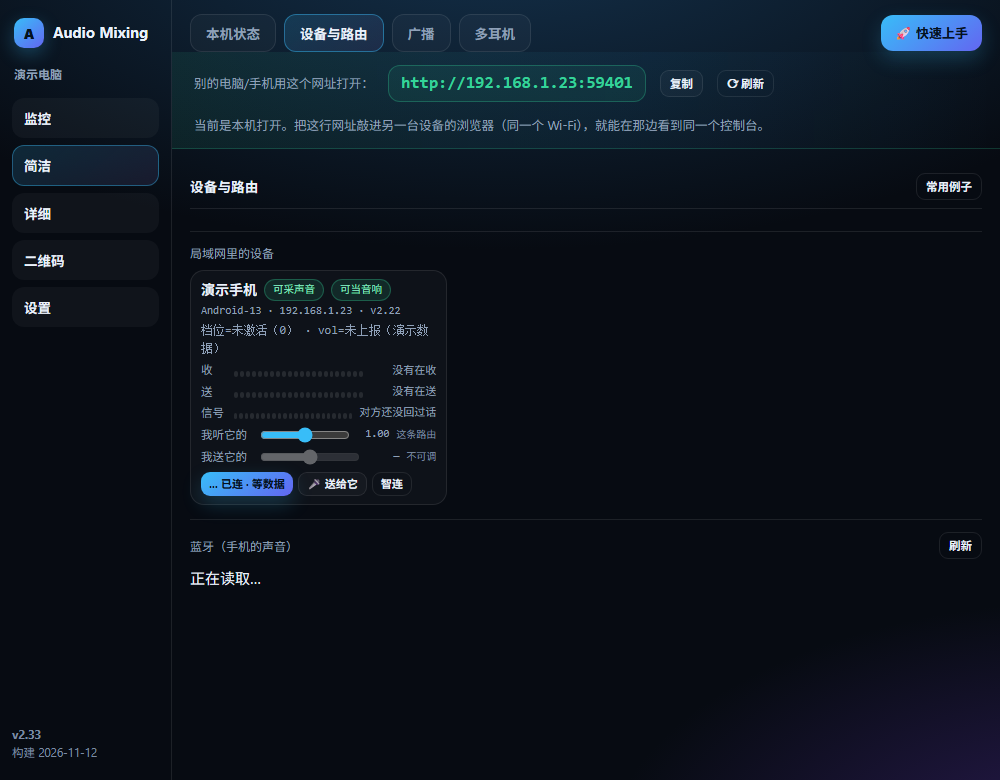 A Audio Mixing
演示电脑
监控
简洁
详细
二维码
设置
v2.33
构建 2026-11-12
本机状态 设备与路由 广播 多耳机
🚀 快速上手
别的电脑/手机用这个网址打开: http://192.168.1.23:59401 复制 ⟳ 刷新
当前是本机打开。把这行网址敲进另一台设备的浏览器（同一个 Wi-Fi），就能在那边看到同一个控制台。
设备与路由 常用例子
局域网里的设备
演示手机 可采声音 可当音响
Android-13 · 192.168.1.23 · v2.22
档位=未激活（0） · vol=未上报（演示数
据）
收 没有在收
送 没有在送
信号 对方还没回过话
我听它的 1.00 这条路由
我送它的 — 不可调
… 已连 · 等数据 🎤 送给它 智连
蓝牙（手机的声音） 刷新
正在读取…